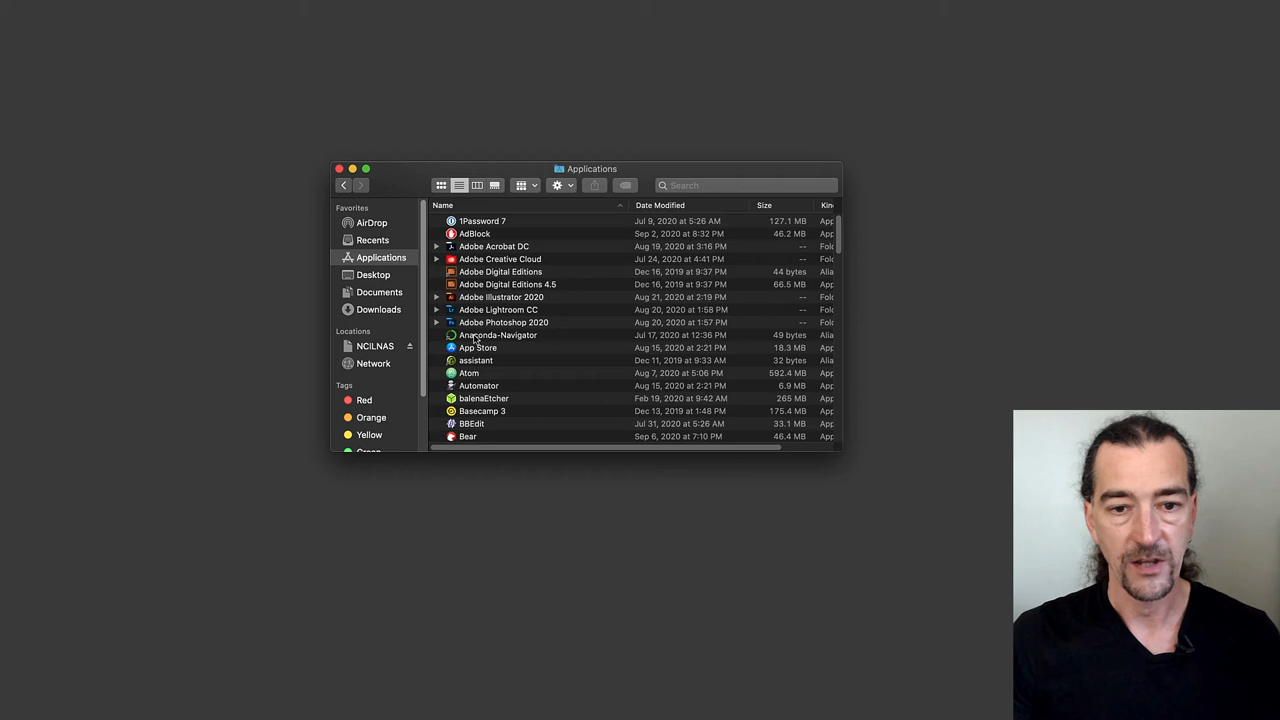 Applications
Search
Favorites
AirDrop
Recents
Applications
Desktop
Documents
Downloads
Locations
NCiLNAS
Network
Tags
Red
Orange
Yellow
Green
Name Date Modified Size Kin
1Password 7 Jul 9, 2020 at 5:26 AM 127.1 MB App
AdBlock Sep 2, 2020 at 8:32 PM 46.2 MB App
Adobe Acrobat DC Aug 19, 2020 at 3:16 PM -- Fold
Adobe Creative Cloud Jul 24, 2020 at 4:41 PM -- Fold
Adobe Digital Editions Dec 16, 2019 at 9:37 PM 44 bytes Alia
Adobe Digital Editions 4.5 Dec 16, 2019 at 9:37 PM 66.5 MB App
Adobe Illustrator 2020 Aug 21, 2020 at 2:19 PM -- Fold
Adobe Lightroom CC Aug 20, 2020 at 1:58 PM -- Fold
Adobe Photoshop 2020 Aug 20, 2020 at 1:57 PM -- Fold
Anaconda-Navigator Jul 17, 2020 at 12:36 PM 49 bytes Alia
App Store Aug 15, 2020 at 2:21 PM 18.3 MB App
assistant Dec 11, 2019 at 9:33 AM 32 bytes Alia
Atom Aug 7, 2020 at 5:06 PM 592.4 MB App
Automator Aug 15, 2020 at 2:21 PM 6.9 MB App
balenaEtcher Feb 19, 2020 at 9:42 AM 265 MB App
Basecamp 3 Dec 13, 2019 at 1:48 PM 175.4 MB App
BBEdit Jul 31, 2020 at 5:26 AM 33.1 MB App
Bear Sep 6, 2020 at 7:10 PM 46.4 MB App